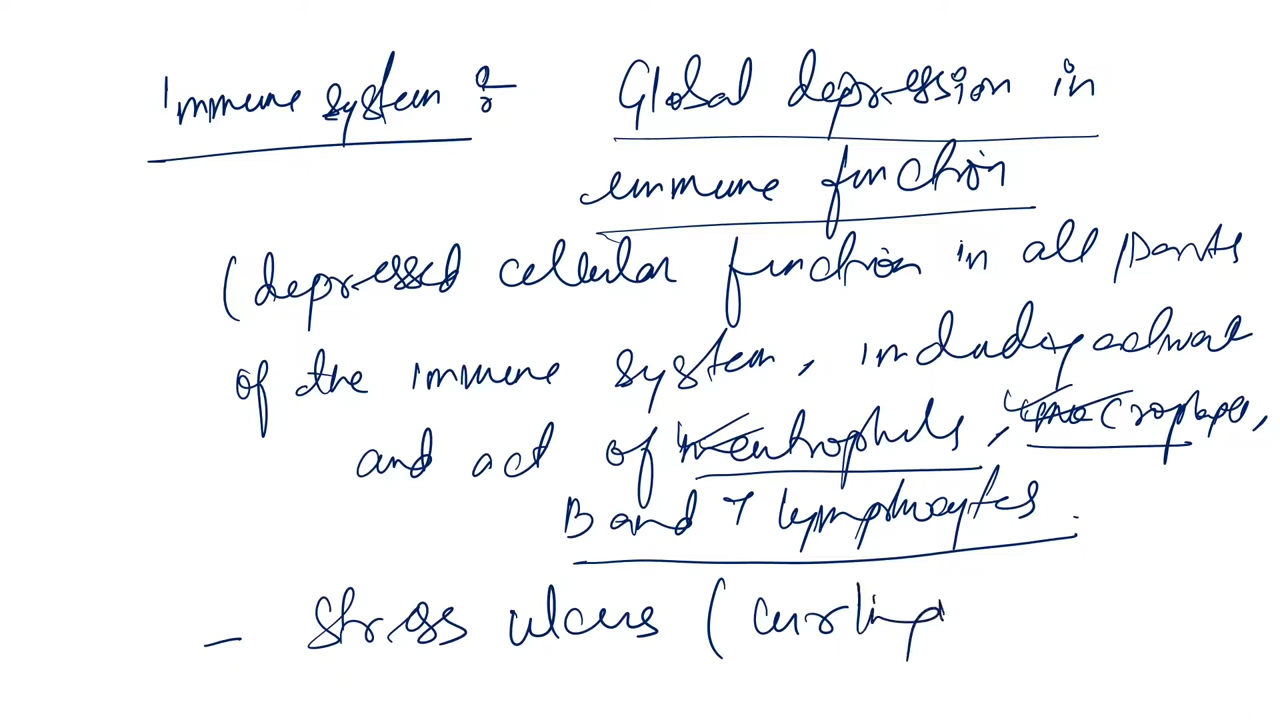 Immune system :- Global depression in
immune function
(depressed cellular function in all parts
of the immune system, including
and act of neutrophils, macrophages,
B and T lymphocytes.
- Stress ulcers (curling